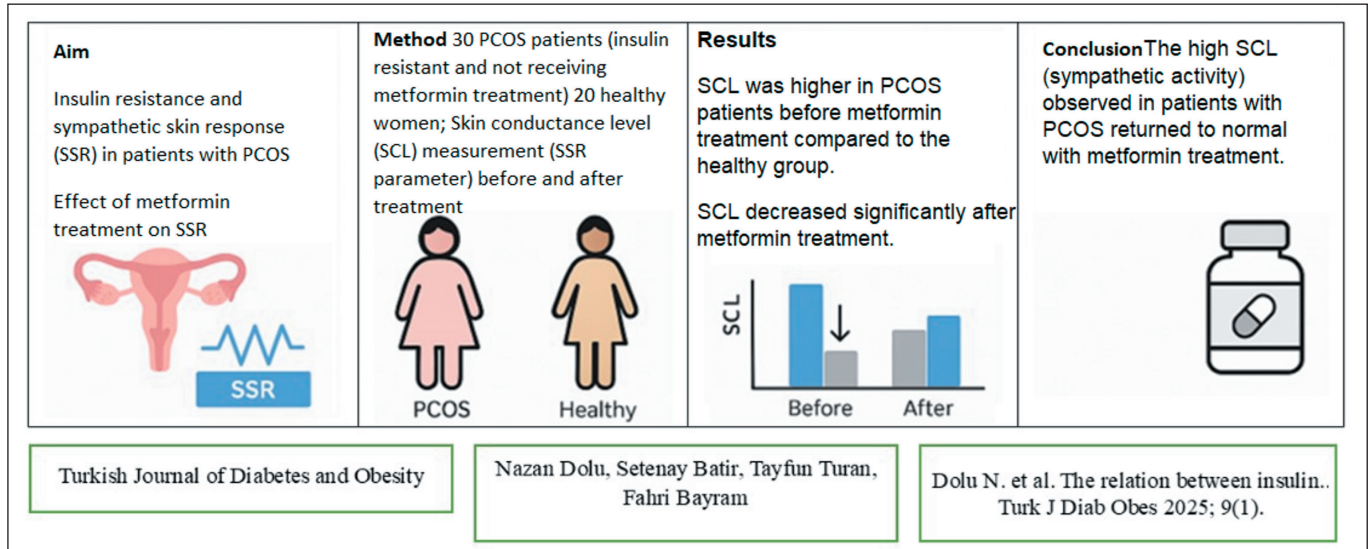 Aim
Insulin resistance and
sympathetic skin response
(SSR) in patients with PCOS
Effect of metformin
treatment on SSR
SSR
Method 30 PCOS patients (insulin
resistant and not receiving
metformin treatment) 20 healthy
women; Skin conductance level
(SCL) measurement (SSR
parameter) before and after
treatment
PCOS
Healthy
Results
SCL was higher in PCOS
patients before metformin
treatment compared to the
healthy group.
SCL decreased significantly after
metformin treatment.
SCL
Before
After
ConclusionThe high SCL
(sympathetic activity)
observed in patients with
PCOS returned to normal
with metformin treatment.
Turkish Journal of Diabetes and Obesity
Nazan Dolu, Setenay Batir, Tayfun Turan,
Fahri Bayram
Dolu N. et al. The relation between insulin..
Turk J Diab Obes 2025; 9(1).